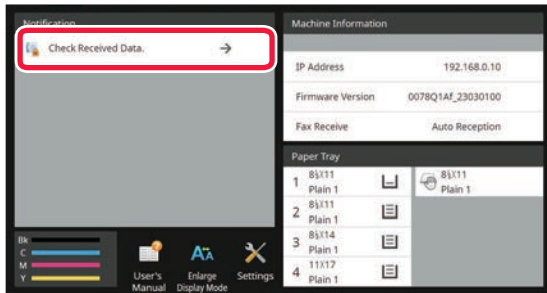 Notification
Check Received Data.
Machine Information
IP Address 192.168.0.10
Firmware Version 0078Q1Af_23030100
Fax Receive Auto Reception
Paper Tray
1 8½X11
Plain 1
8½X11
Plain 1
2 8½X11
Plain 1
3 8½X14
Plain 1
4 11X17
Plain 1
Bk
C
M
Y
User's
Manual
Enlarge
Display Mode
Settings